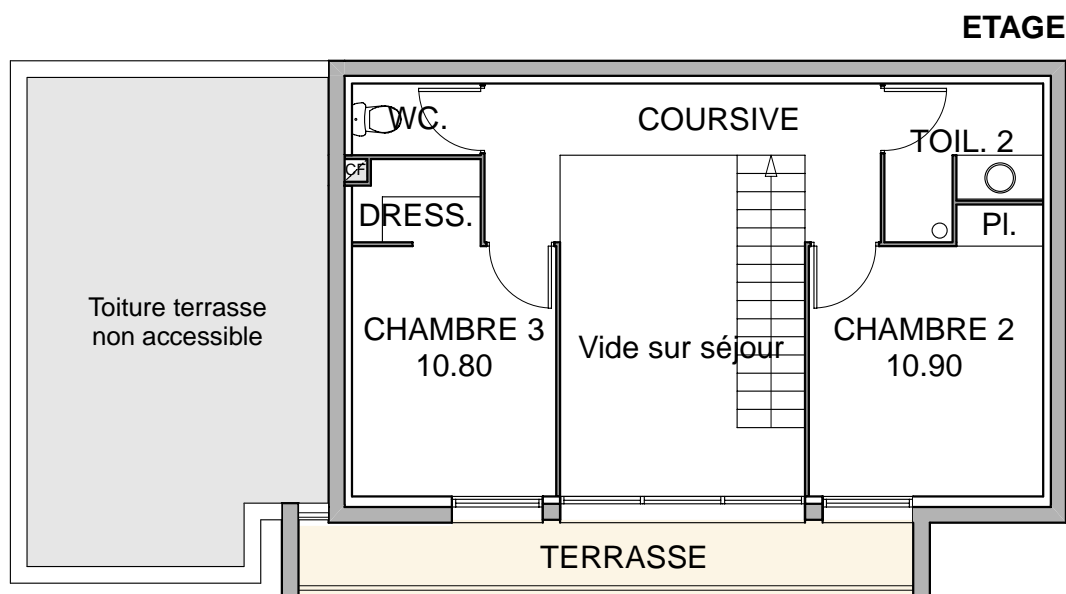 ETAGE
WC.
COURSIVE
TOIL. 2
CF
DRESS.
Pl.
Toiture terrasse
non accessible
CHAMBRE 3
10.80
Vide sur séjour
CHAMBRE 2
10.90
TERRASSE